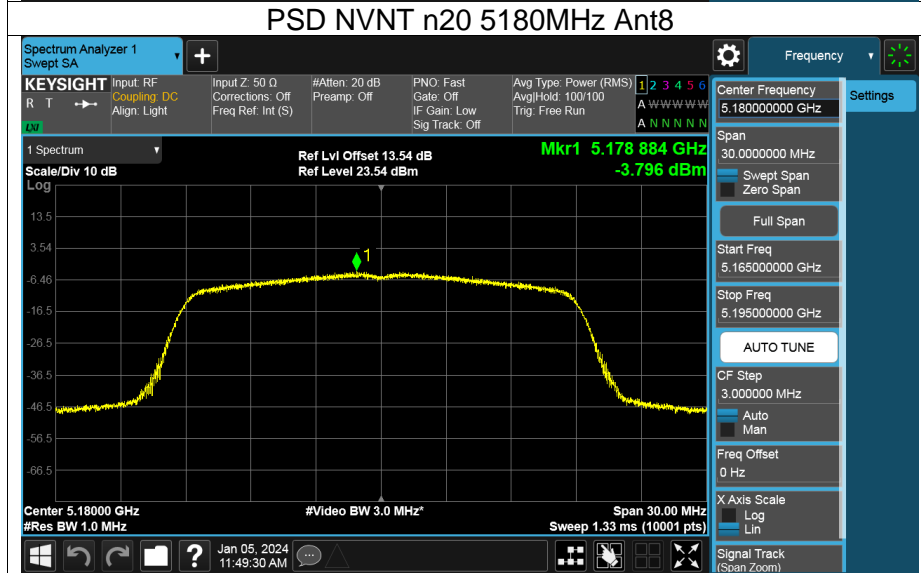 PSD NVNT n20 5180MHz Ant8
Spectrum Analyzer 1
Swept SA
Frequency
KEYSIGHT
R T
LXI
Input: RF
Coupling: DC
Align: Light
Input Z: 50 Ω
Corrections: Off
Freq Ref: Int (S)
#Atten: 20 dB
Preamp: Off
PNO: Fast
Gate: Off
IF Gain: Low
Sig Track: Off
Avg Type: Power (RMS)
Avg|Hold: 100/100
Trig: Free Run
1 2 3 4 5 6
A W W W W W
A N N N N N
1 Spectrum
Scale/Div 10 dB
Ref Lvl Offset 13.54 dB
Ref Level 23.54 dBm
Mkr1 5.178 884 GHz
-3.796 dBm
Log
13.5
3.54
-6.46
-16.5
-26.5
-36.5
-46.5
-56.5
-66.5
1
Center 5.18000 GHz
#Res BW 1.0 MHz
#Video BW 3.0 MHz*
Span 30.00 MHz
Sweep 1.33 ms (10001 pts)
Jan 05, 2024
11:49:30 AM
Center Frequency
5.180000000 GHz
Settings
Span
30.0000000 MHz
Swept Span
Zero Span
Full Span
Start Freq
5.165000000 GHz
Stop Freq
5.195000000 GHz
AUTO TUNE
CF Step
3.000000 MHz
Auto
Man
Freq Offset
0 Hz
X Axis Scale
Log
Lin
Signal Track
(Span Zoom)